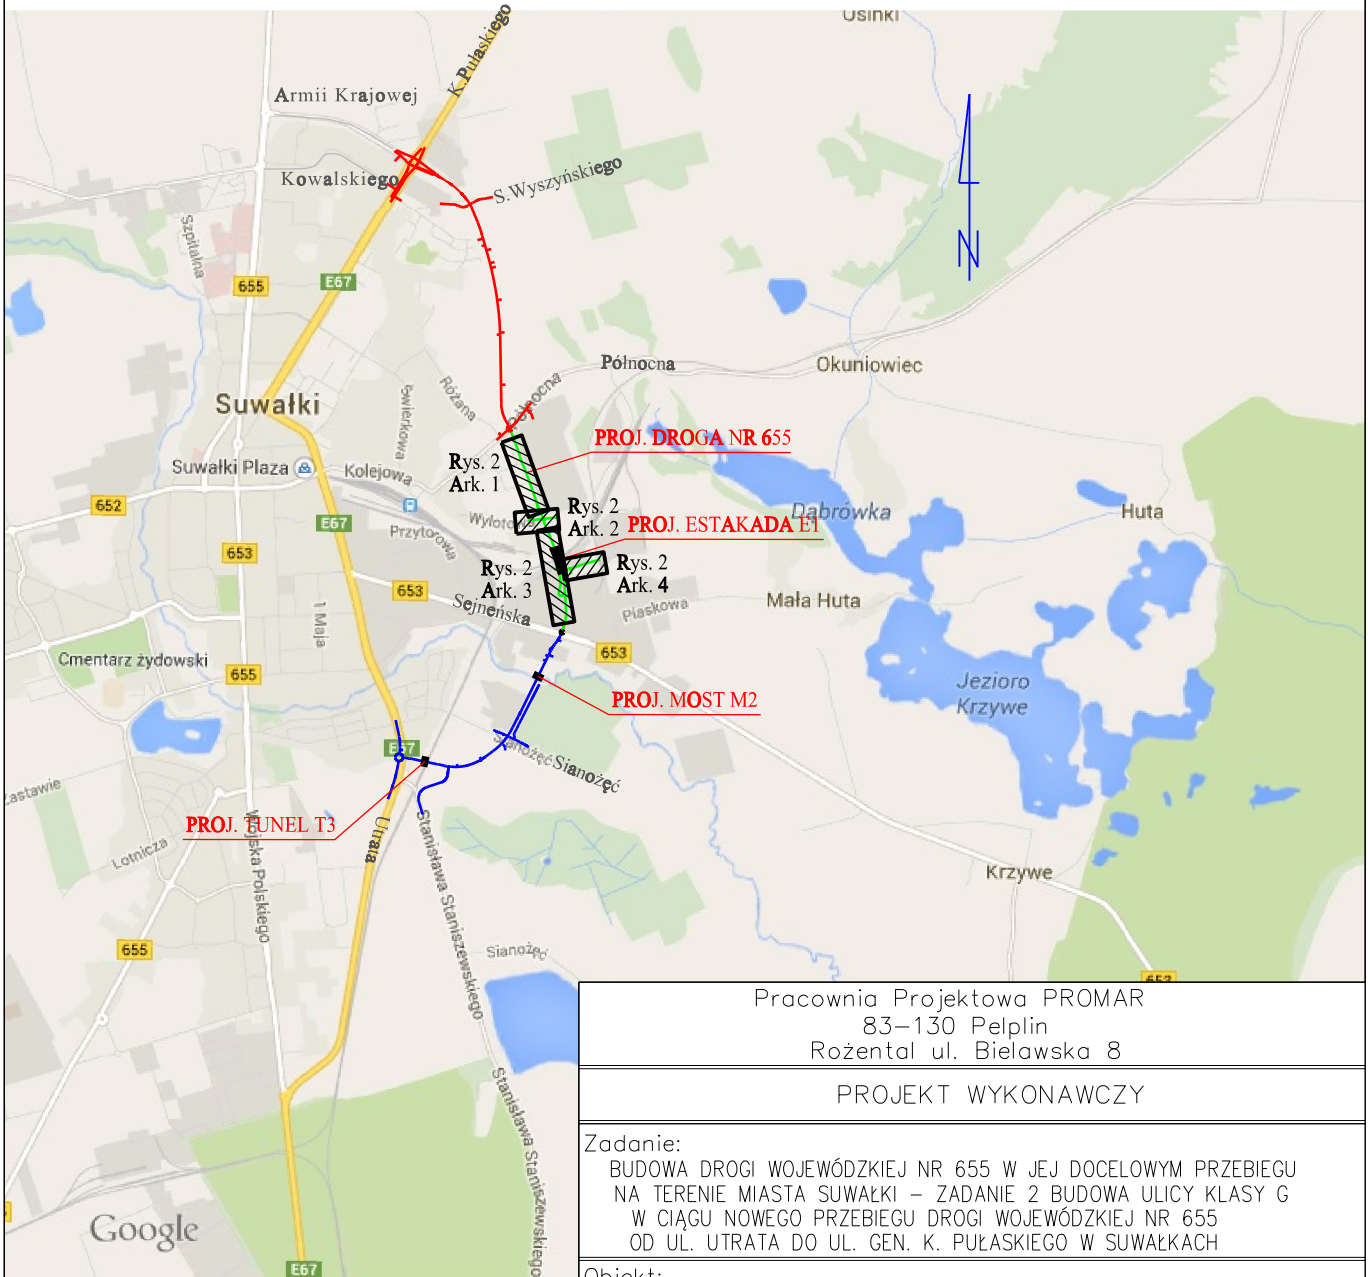 Usinki
K.Pułaskiego
Armii Krajowej
Kowalskiego
S.Wyszyńskiego
Szpitalna
655
E67
N
Północna
Okuniowiec
Różana
Północna
Świerkowa
Suwałki
PROJ. DROGA NR 655
Suwałki Plaza
Kolejowa
Rys. 2
Ark. 1
652
E67
Przytorowa
Wylotowa
Rys. 2
Ark. 2
PROJ. ESTAKADA E1
Dąbrówka
Huta
653
653
Rys. 2
Ark. 3
Rys. 2
Ark. 4
Sejneńska
Piaskowa
Mała Huta
1 Maja
Cmentarz żydowski
655
653
Jezioro
Krzywe
PROJ. MOST M2
E67
Sianożęć
Sianożęć
Zastawie
PROJ. TUNEL T3
Wojska Polskiego
Utrata
Lotnicza
Stanisława Staniszewskiego
Krzywe
655
Sianożęć
653
Stanisława Staniszewskiego
Google
E67
Pracownia Projektowa PROMAR
83-130 Pelplin
Rożental ul. Bielawska 8
PROJEKT WYKONAWCZY
Zadanie:
BUDOWA DROGI WOJEWÓDZKIEJ NR 655 W JEJ DOCELOWYM PRZEBIEGU
NA TERENIE MIASTA SUWAŁKI – ZADANIE 2 BUDOWA ULICY KLASY G
W CIĄGU NOWEGO PRZEBIEGU DROGI WOJEWÓDZKIEJ NR 655
OD UL. UTRATA DO UL. GEN. K. PUŁASKIEGO W SUWAŁKACH
Obiekt: